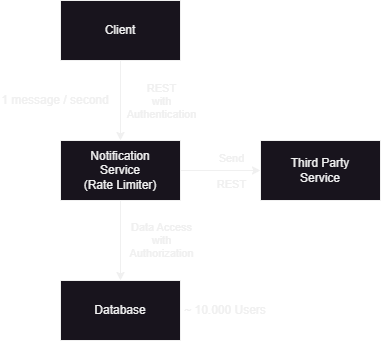 Client
1 message / second
REST
with
Authentication
Notification
Service
(Rate Limiter)
Send
REST
Third Party
Service
Data Access
with
Authorization
Database
~ 10.000 Users